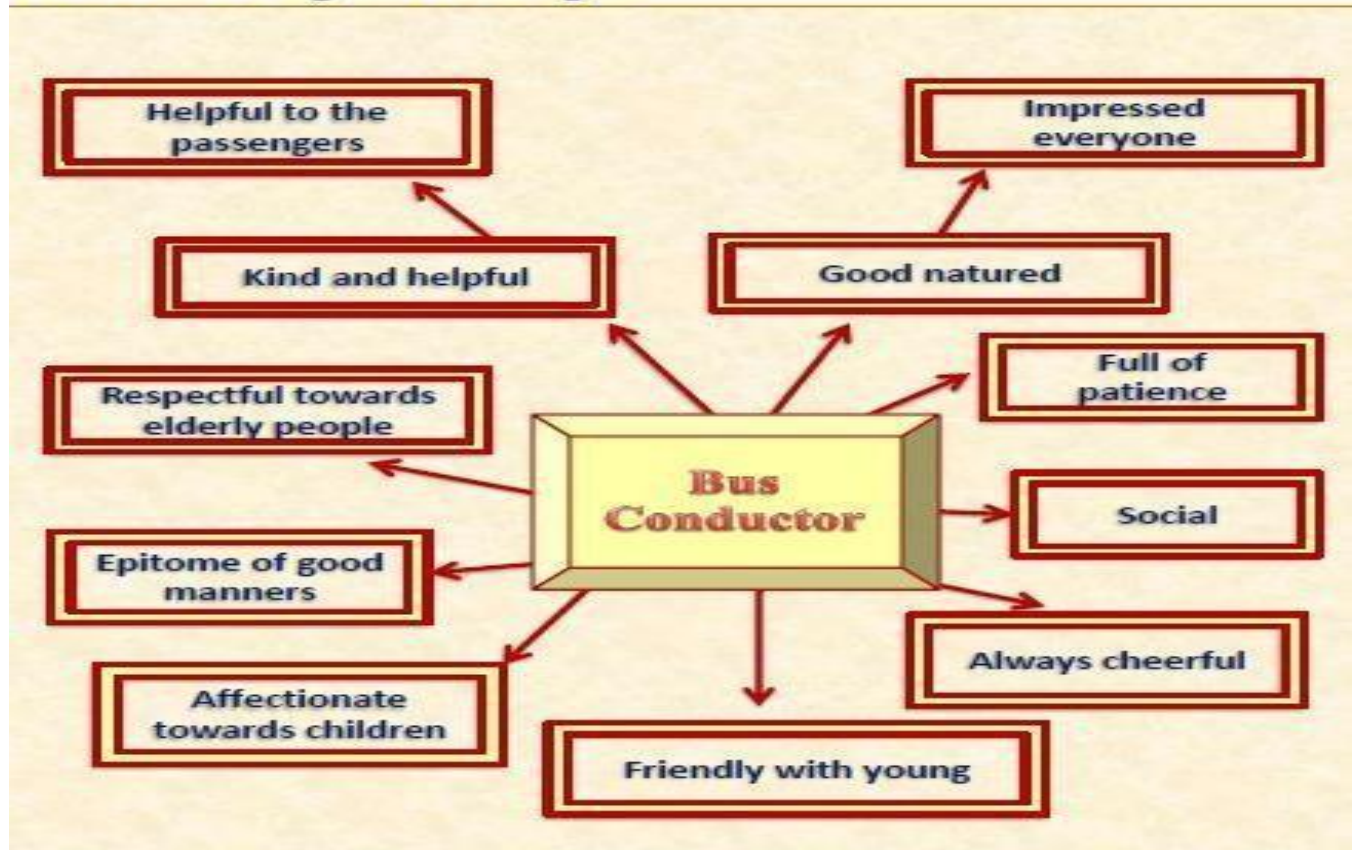 Helpful to the
passengers
Impressed
everyone
Kind and helpful
Good natured
Full of
patience
Respectful towards
elderly people
Bus
Conductor
Social
Epitome of good
manners
Always cheerful
Affectionate
towards children
Friendly with young